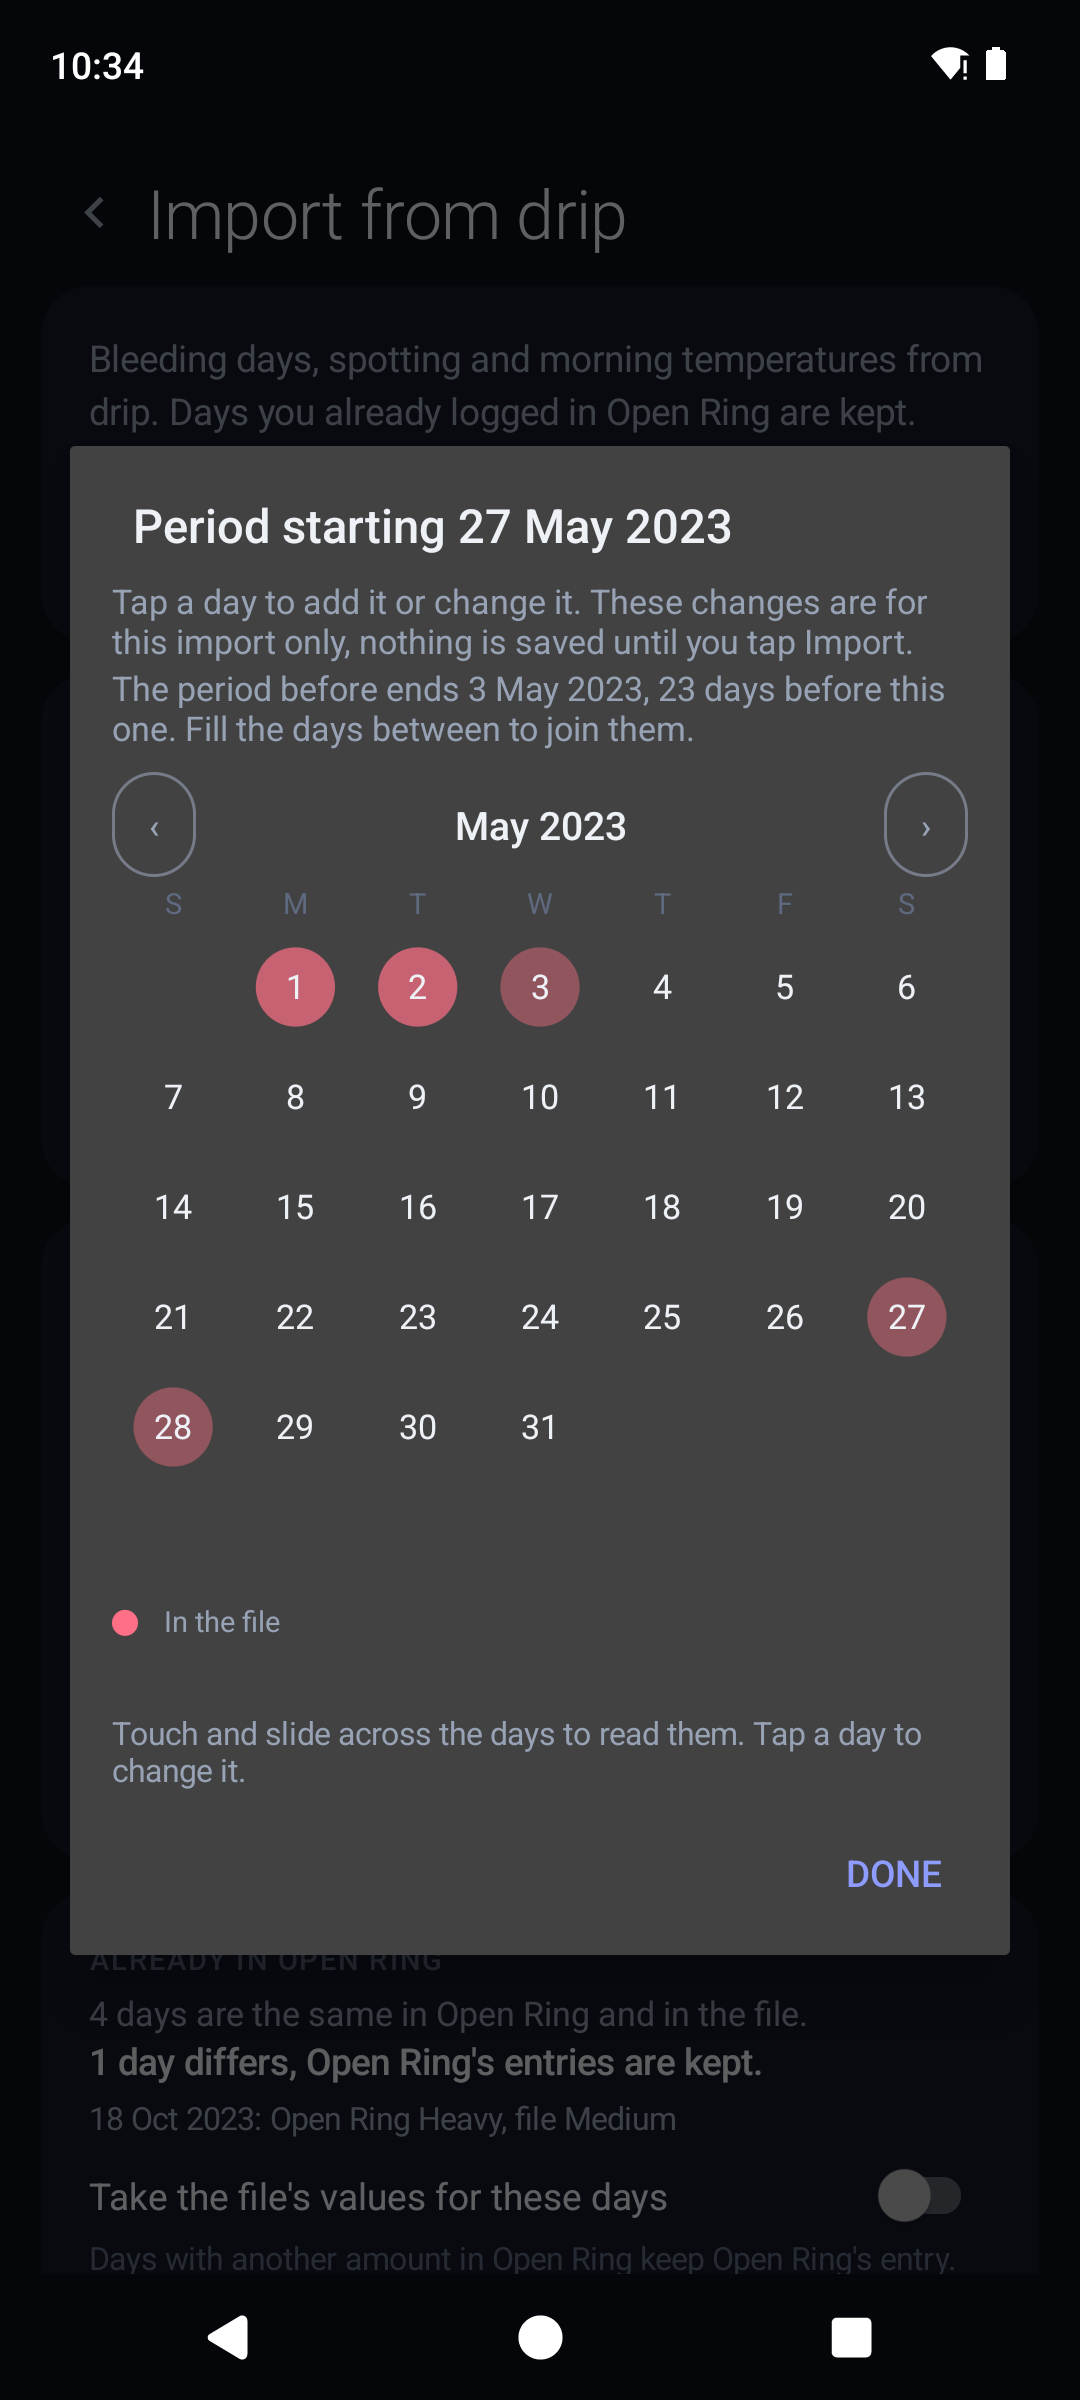 10:34
Import from drip
Bleeding days, spotting and morning temperatures from
drip. Days you already logged in Open Ring are kept.
Period starting 27 May 2023
Tap a day to add it or change it. These changes are for
this import only, nothing is saved until you tap Import.
The period before ends 3 May 2023, 23 days before this
one. Fill the days between to join them.
‹ May 2023 ›
S M T W T F S
1 2 3 4 5 6
7 8 9 10 11 12 13
14 15 16 17 18 19 20
21 22 23 24 25 26 27
28 29 30 31
In the file
Touch and slide across the days to read them. Tap a day to
change it.
DONE
ALREADY IN OPEN RING
4 days are the same in Open Ring and in the file.
1 day differs, Open Ring's entries are kept.
18 Oct 2023: Open Ring Heavy, file Medium
Take the file's values for these days
Days with another amount in Open Ring keep Open Ring's entry.